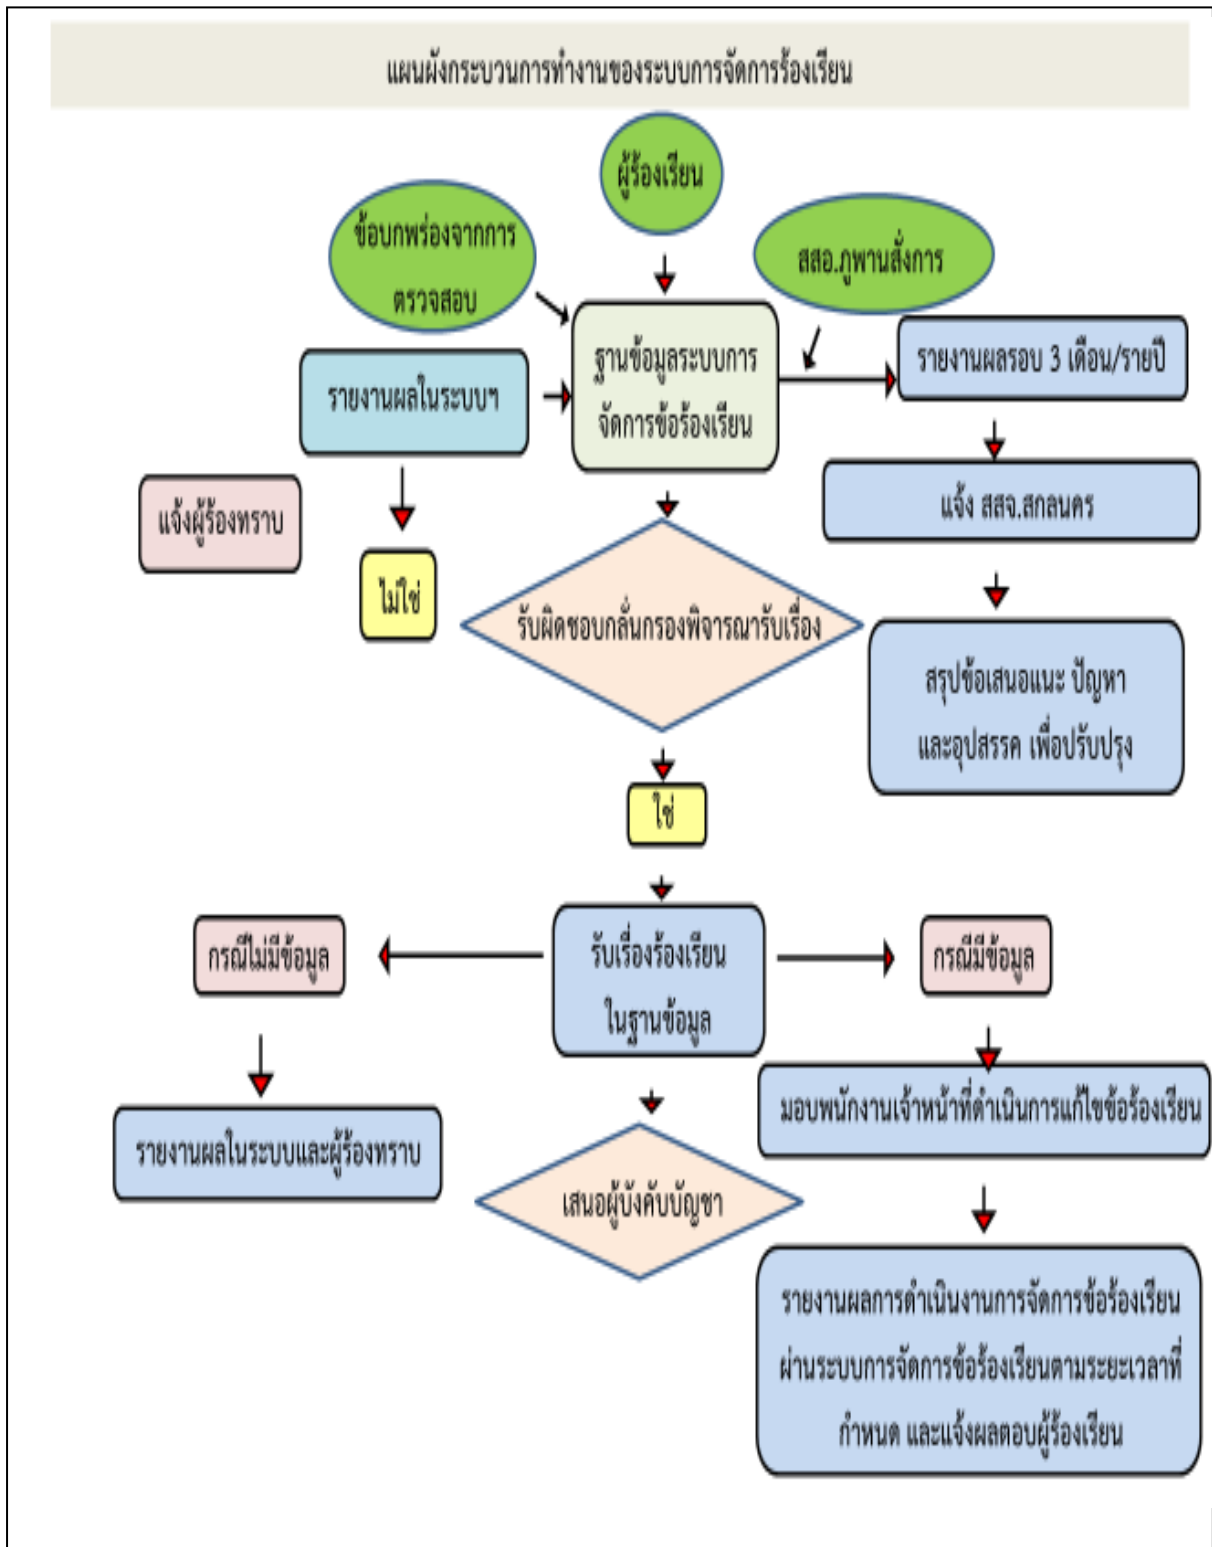 แผนผังกระบวนการทำงานของระบบการจัดการร้องเรียน
ผู้ร้องเรียน
ข้อบกพร่องจากการ
ตรวจสอบ
สสอ.ภูพานสั่งการ
ฐานข้อมูลระบบการ
จัดการข้อร้องเรียน
รายงานผลรอบ 3 เดือน/รายปี
รายงานผลในระบบฯ
แจ้ง สสจ.สกลนคร
แจ้งผู้ร้องทราบ
ไม่ใช่
รับผิดชอบกลั่นกรองพิจารณารับเรื่อง
สรุปข้อเสนอแนะ ปัญหา
และอุปสรรค เพื่อปรับปรุง
ใช่
กรณีไม่มีข้อมูล
รับเรื่องร้องเรียน
ในฐานข้อมูล
กรณีมีข้อมูล
มอบพนักงานเจ้าหน้าที่ดำเนินการแก้ไขข้อร้องเรียน
รายงานผลในระบบและผู้ร้องทราบ
เสนอผู้บังคับบัญชา
รายงานผลการดำเนินงานการจัดการข้อร้องเรียน
ผ่านระบบการจัดการข้อร้องเรียนตามระยะเวลาที่
กำหนด และแจ้งผลตอบผู้ร้องเรียน